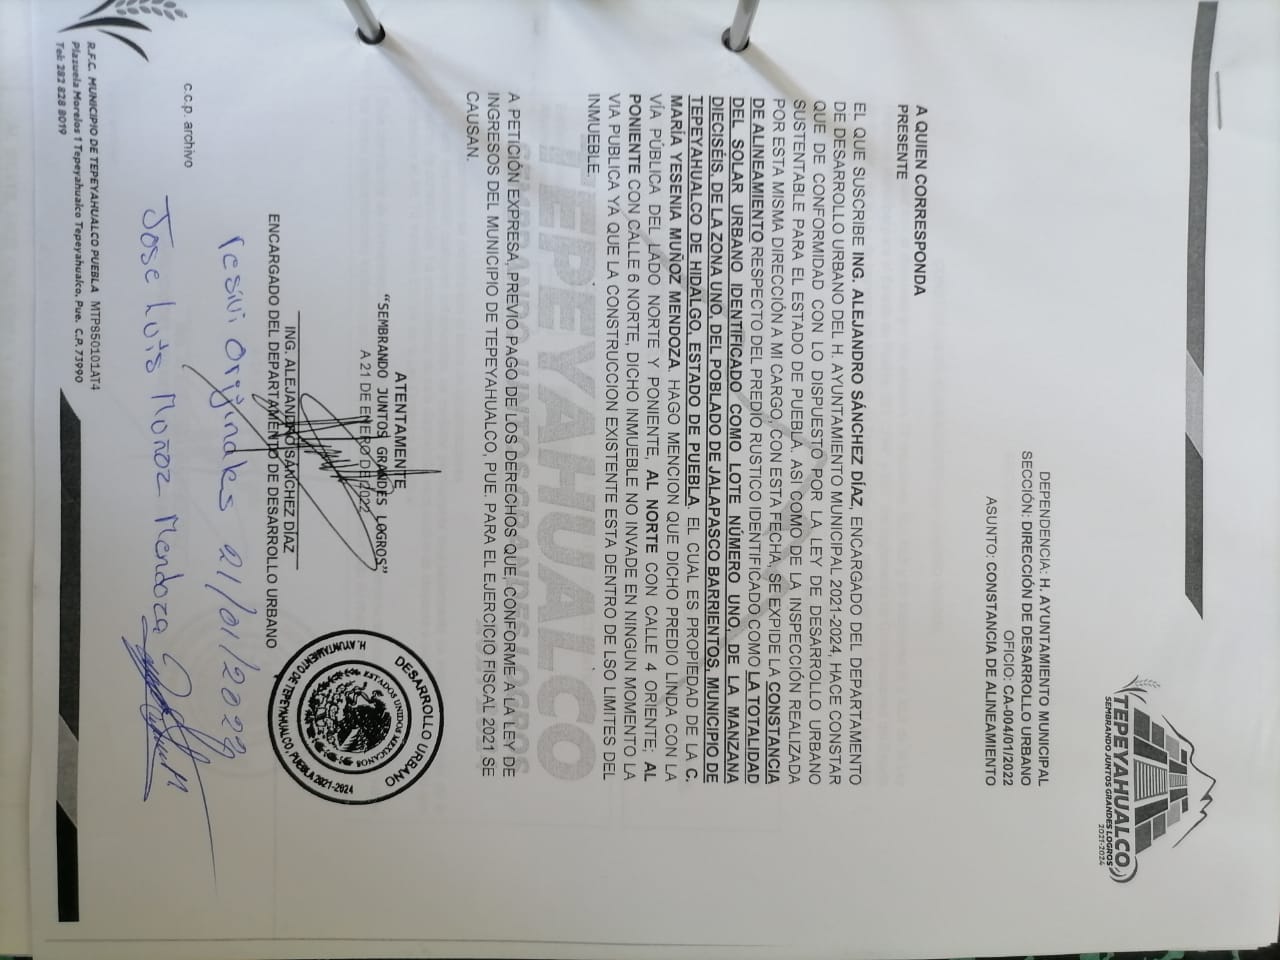 TEPEYAHUALCO
SEMBRANDO JUNTOS GRANDES LOGROS
2021-2024
DEPENDENCIA: H. AYUNTAMIENTO MUNICIPAL
SECCIÓN: DIRECCIÓN DE DESARROLLO URBANO
OFICIO: CA-004/01/2022
ASUNTO: CONSTANCIA DE ALINEAMIENTO
A QUIEN CORRESPONDA
PRESENTE
EL QUE SUSCRIBE ING. ALEJANDRO SÁNCHEZ DÍAZ, ENCARGADO DEL DEPARTAMENTO
DE DESARROLLO URBANO DEL H. AYUNTAMIENTO MUNICIPAL 2021-2024, HACE CONSTAR
QUE DE CONFORMIDAD CON LO DISPUESTO POR LA LEY DE DESARROLLO URBANO
SUSTENTABLE PARA EL ESTADO DE PUEBLA. ASI COMO DE LA INSPECCIÓN REALIZADA
POR ESTA MISMA DIRECCIÓN A MI CARGO, CON ESTA FECHA, SE EXPIDE LA CONSTANCIA
DE ALINEAMIENTO RESPECTO DEL PREDIO RUSTICO IDENTIFICADO COMO LA TOTALIDAD
DEL SOLAR URBANO IDENTIFICADO COMO LOTE NÚMERO UNO, DE LA MANZANA
DIECISÉIS, DE LA ZONA UNO, DEL POBLADO DE JALAPASCO BARRIENTOS, MUNICIPIO DE
TEPEYAHUALCO DE HIDALGO, ESTADO DE PUEBLA. EL CUAL ES PROPIEDAD DE LA C.
MARÍA YESENIA MUÑOZ MENDOZA. HAGO MENCION QUE DICHO PREDIO LINDA CON LA
VÍA PÚBLICA DEL LADO NORTE Y PONIENTE, AL NORTE CON CALLE 4 ORIENTE; AL
PONIENTE CON CALLE 6 NORTE, DICHO INMUEBLE NO INVADE EN NINGUN MOMENTO LA
VIA PUBLICA YA QUE LA CONSTRUCCION EXISTENTE ESTA DENTRO DE LSO LIMITES DEL
INMUEBLE.
TEPEYAHUALCO
SEMBRANDO JUNTOS GRANDES LOGROS
A PETICIÓN EXPRESA, PREVIO PAGO DE LOS DERECHOS QUE, CONFORME A LA LEY DE
INGRESOS DEL MUNICIPIO DE TEPEYAHUALCO, PUE. PARA EL EJERCICIO FISCAL 2021 SE
CAUSAN.
ATENTAMENTE
"SEMBRANDO JUNTOS GRANDES LOGROS"
A 21 DE ENERO DE 2022
ING. ALEJANDRO SÁNCHEZ DÍAZ
ENCARGADO DEL DEPARTAMENTO DE DESARROLLO URBANO
DESARROLLO URBANO
ESTADOS UNIDOS MEXICANOS
H. AYUNTAMIENTO DE TEPEYAHUALCO, PUEBLA 2021-2024
resivi originales 21/01/2022
Jose Luis Muñoz Mendoza
c.c.p. archivo
R.F.C. MUNICIPIO DE TEPEYAHUALCO PUEBLA MTP850101AT4
Plazuela Morelos 1 Tepeyahualco Tepeyahualco, Pue. C.P. 73990
Tel: 282 828 8019